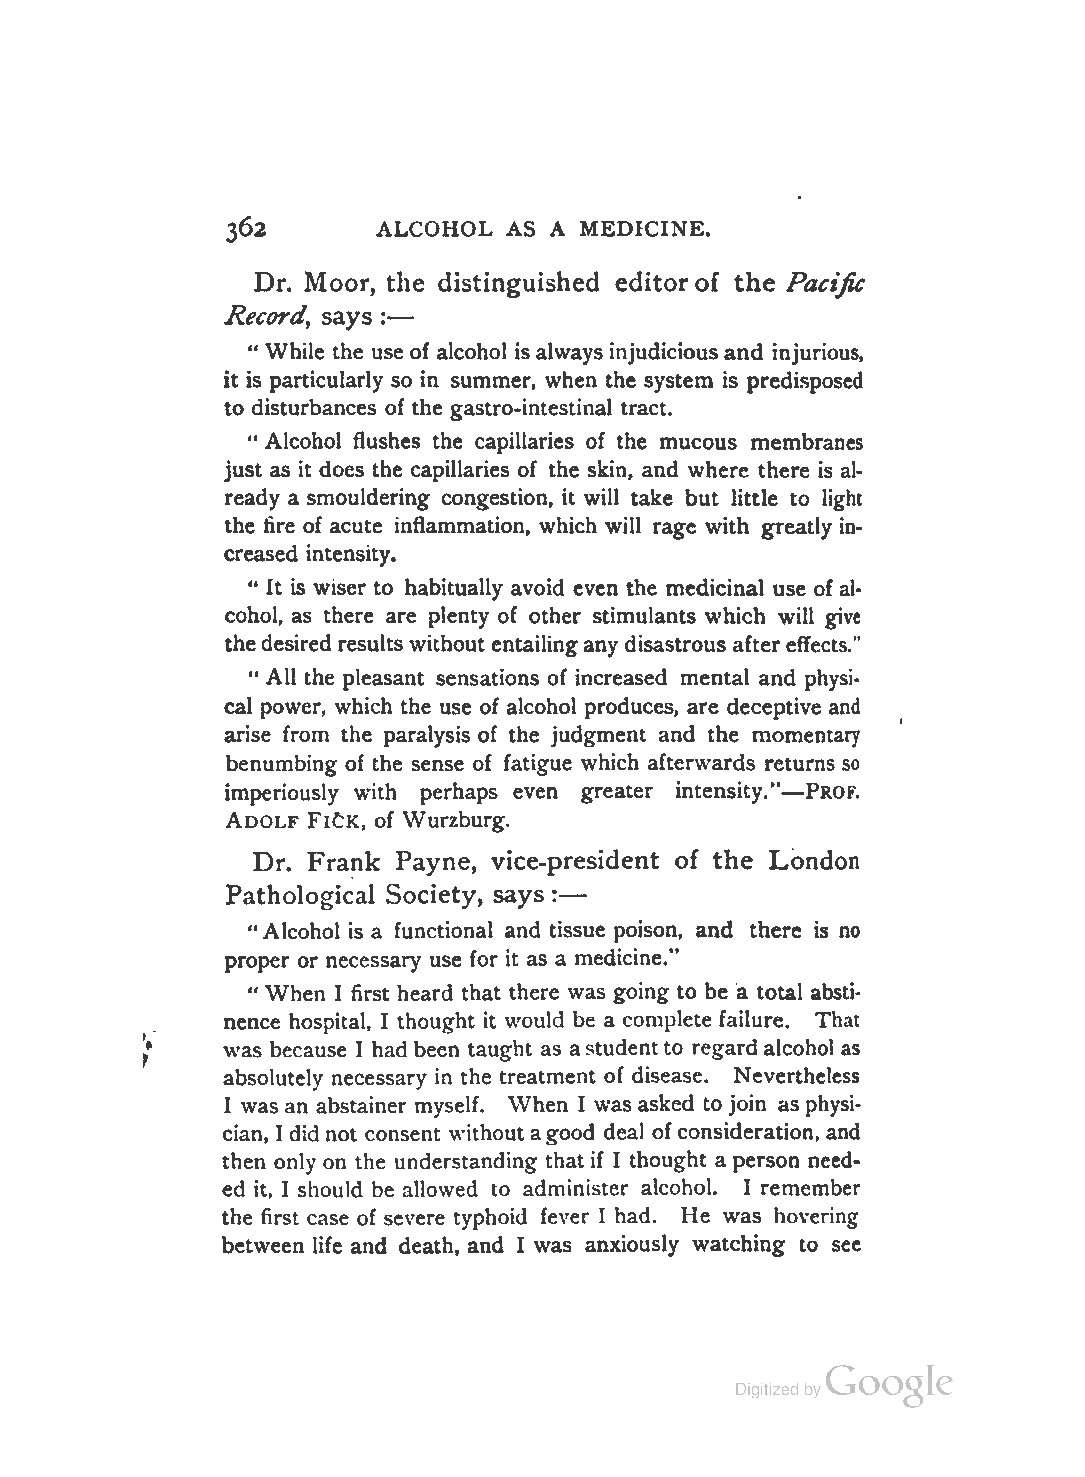 362 ALCOHOL AS A MEDICINE.
Dr. Moor, the distinguished editor of the Pacific
Record, says :—
" While the use of alcohol is always injudicious and injurious,
it is particularly so in summer, when the system is predisposed
to disturbances of the gastro-intestinal tract.
" Alcohol flushes the capillaries of the mucous membranes
just as it does the capillaries of the skin, and where there is al-
ready a smouldering congestion, it will take but little to light
the fire of acute inflammation, which will rage with greatly in-
creased intensity.
" It is wiser to habitually avoid even the medicinal use of al-
cohol, as there are plenty of other stimulants which will give
the desired results without entailing any disastrous after effects."
" All the pleasant sensations of increased mental and physi-
cal power, which the use of alcohol produces, are deceptive and
arise from the paralysis of the judgment and the momentary
benumbing of the sense of fatigue which afterwards returns so
imperiously with perhaps even greater intensity."—PROF.
ADOLF FICK, of Wurzburg.
Dr. Frank Payne, vice-president of the London
Pathological Society, says :—
" Alcohol is a functional and tissue poison, and there is no
proper or necessary use for it as a medicine."
" When I first heard that there was going to be a total absti-
nence hospital, I thought it would be a complete failure. That
was because I had been taught as a student to regard alcohol as
absolutely necessary in the treatment of disease. Nevertheless
I was an abstainer myself. When I was asked to join as physi-
cian, I did not consent without a good deal of consideration, and
then only on the understanding that if I thought a person need-
ed it, I should be allowed to administer alcohol. I remember
the first case of severe typhoid fever I had. He was hovering
between life and death, and I was anxiously watching to see
Digitized by Google